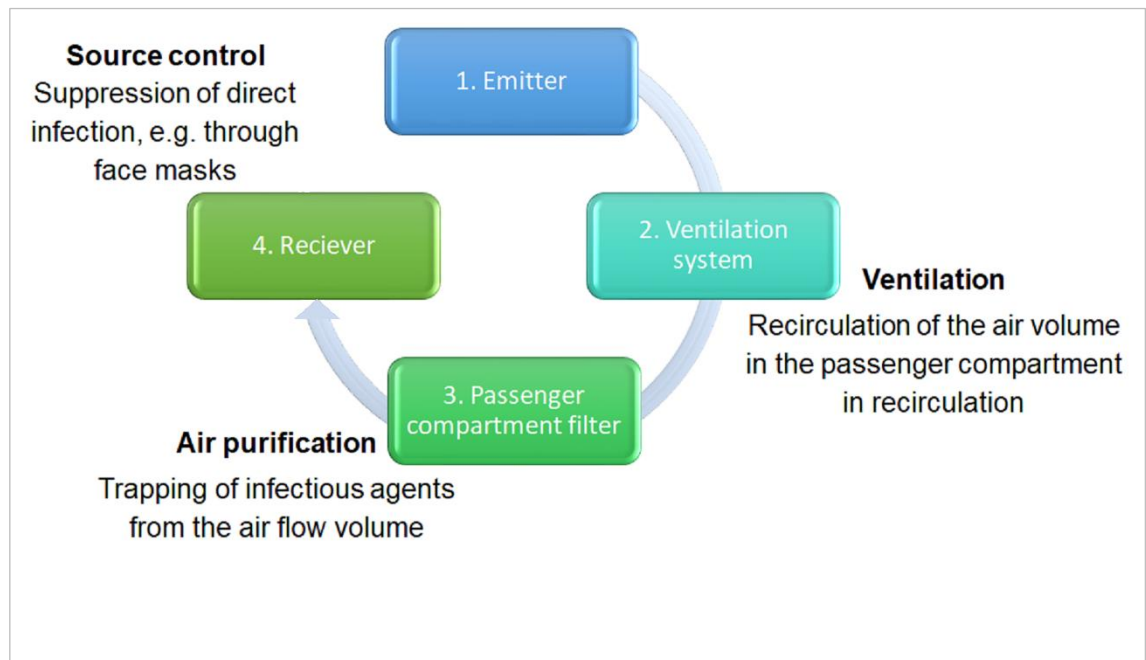 Source control
Suppression of direct
infection, e.g. through
face masks
1. Emitter
2. Ventilation
system
Ventilation
Recirculation of the air volume
in the passenger compartment
in recirculation
3. Passenger
compartment filter
Air purification
Trapping of infectious agents
from the air flow volume
4. Reciever